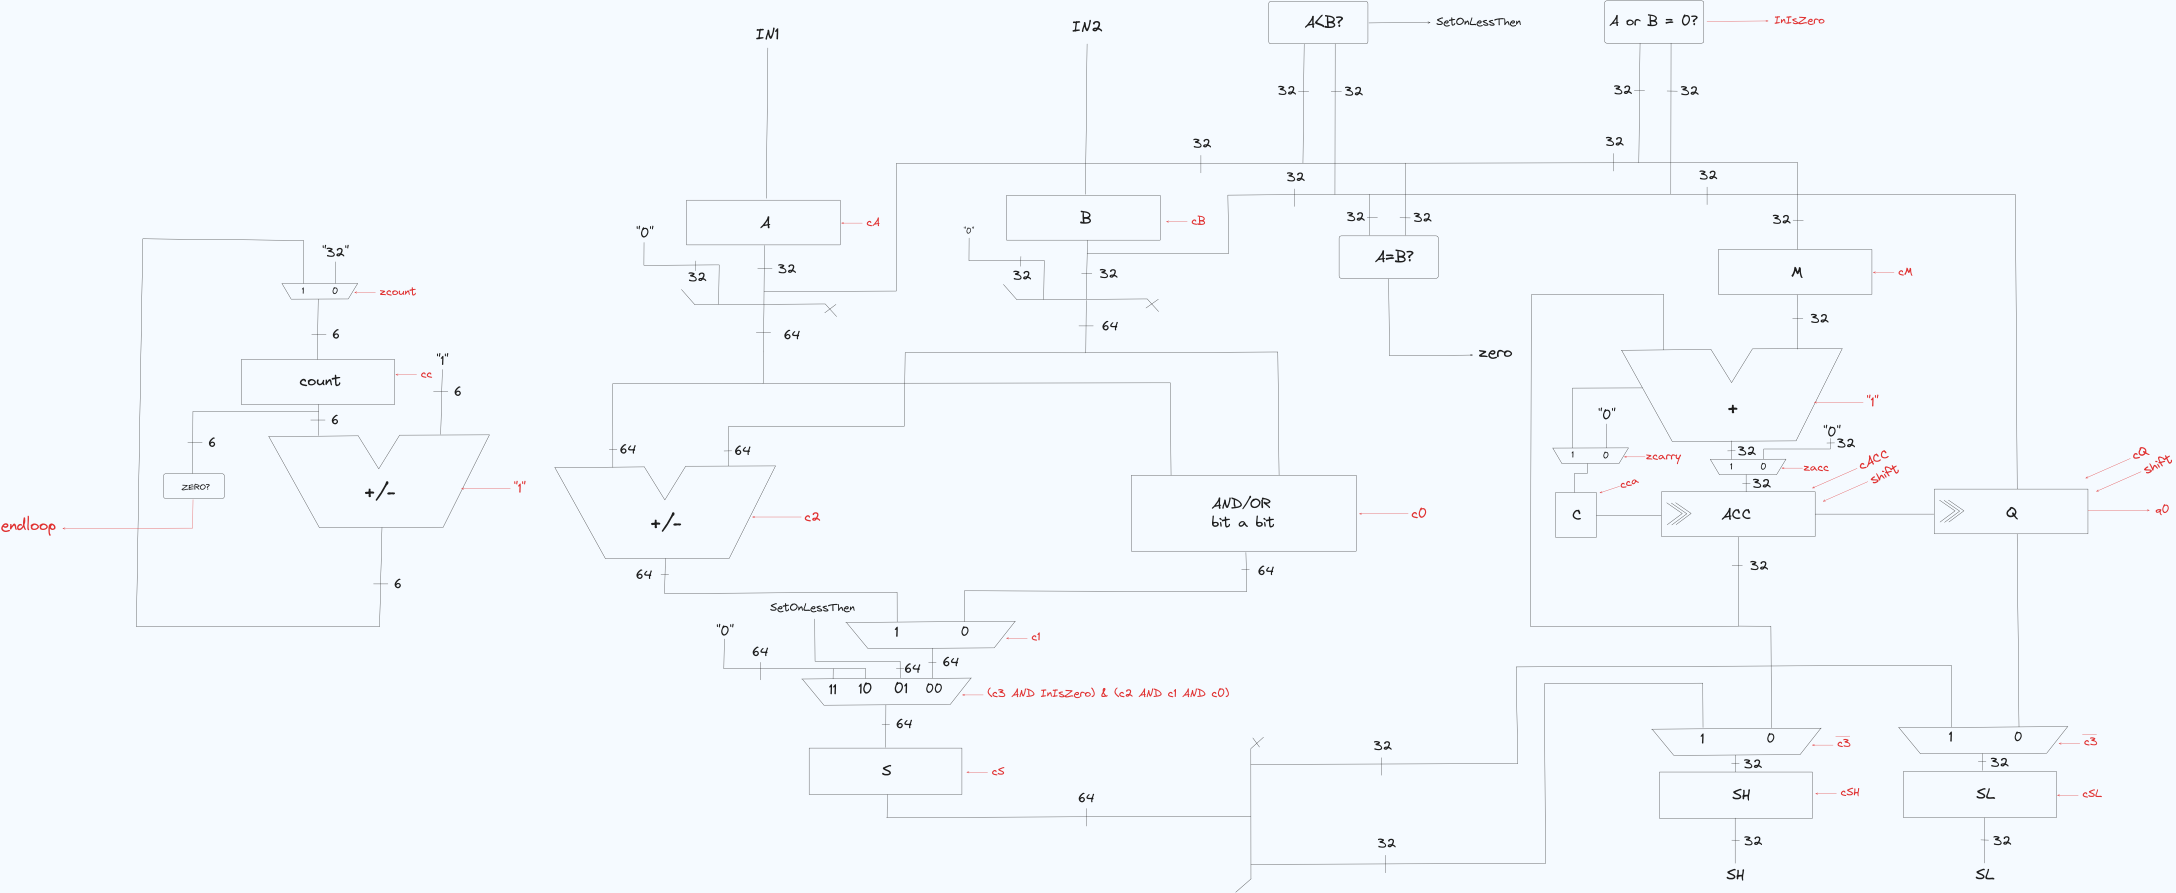 A<B?
SetOnLessThen
A or B = 0?
InIsZero
IN1
IN2
32
32
32
32
32
32
32
32
A
cA
B
cB
"0"
32
32
"0"
32
32
64
64
32
32
A=B?
zero
32
M
cM
32
"32"
1 0
zcount
6
count
cc
"1"
6
6
6
ZERO?
+/-
"1"
endloop
6
64
64
+/-
c2
64
AND/OR
bit a bit
c0
64
SetOnLessThen
"0"
64
1 0
c1
64
64
11 10 01 00
(c3 AND InIsZero) & (c2 AND c1 AND c0)
64
S
cS
64
32
32
+
"1"
"0"
1 0
zcarry
cca
C
32
"0"
32
1 0
zacc
32
cACC
shift
ACC
32
cQ
shift
Q
q0
1 0
c3
32
SH
cSH
32
SH
1 0
c3
32
SL
cSL
32
SL